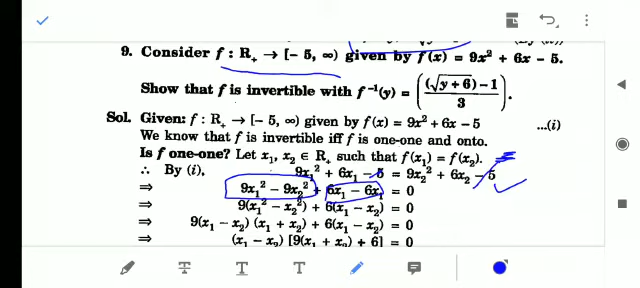 9. Consider f : R₊ → [– 5, ∞) given by f(x) = 9x² + 6x – 5.
Show that f is invertible with f⁻¹(y) = ((√y+6)–1 / 3).
Sol. Given: f : R₊ → [– 5, ∞) given by f(x) = 9x² + 6x – 5 ...(i)
We know that f is invertible iff f is one-one and onto.
Is f one-one? Let x₁, x₂ ∈ R₊ such that f(x₁) = f(x₂).
∴ By (i), 9x₁² + 6x₁ – 5 = 9x₂² + 6x₂ – 5
⇒ 9x₁² – 9x₂² + 6x₁ – 6x₁ = 0
⇒ 9(x₁² – x₂²) + 6(x₁ – x₂) = 0
⇒ 9(x₁ – x₂) (x₁ + x₂) + 6(x₁ – x₂) = 0
⇒ (x₁ – x₂) [9(x₁ + x₂) + 6] = 0
T T T